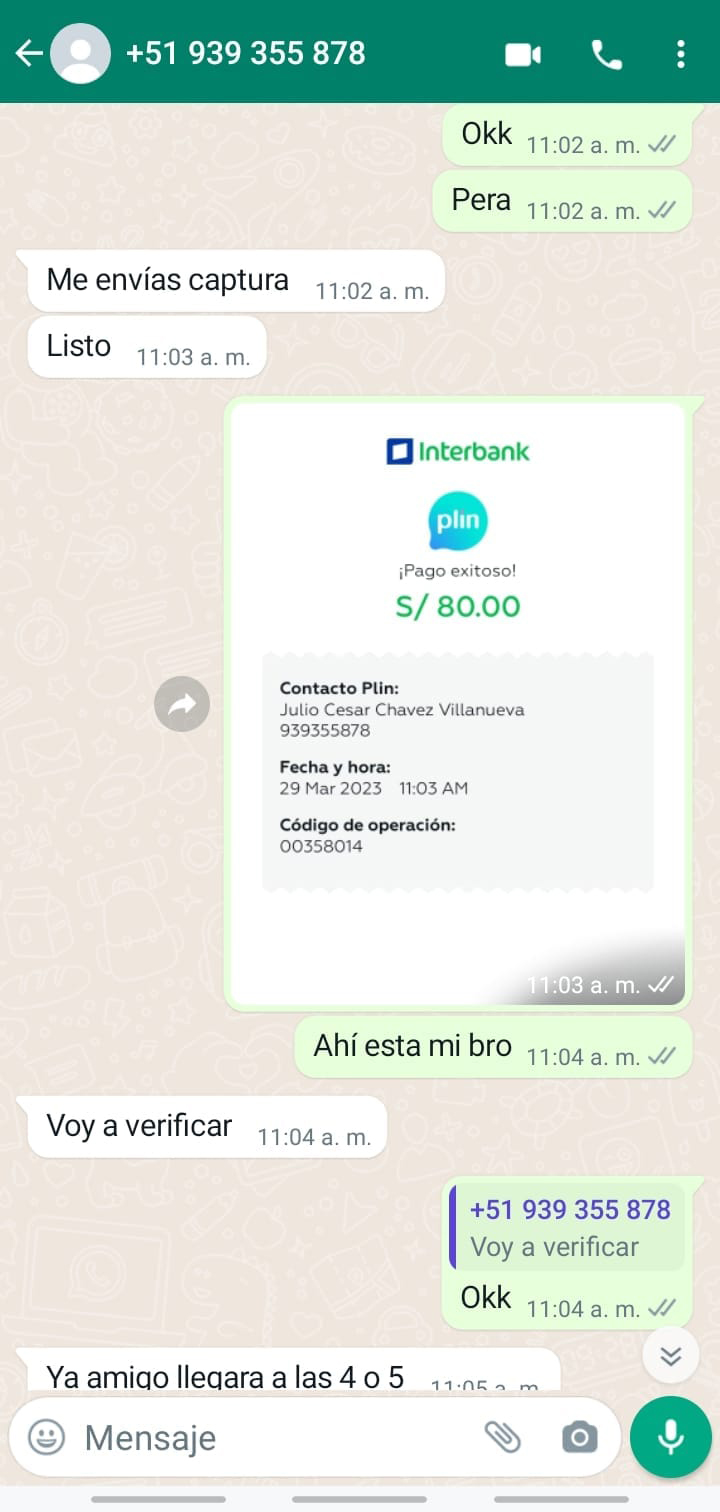 +51 939 355 878
Okk 11:02 a. m.
Pera 11:02 a. m.
Me envías captura 11:02 a. m.
Listo 11:03 a. m.
Interbank
plin
¡Pago exitoso!
S/ 80.00
Contacto Plin:
Julio Cesar Chavez Villanueva
939355878
Fecha y hora:
29 Mar 2023 11:03 AM
Código de operación:
00358014
11:03 a. m.
Ahí esta mi bro 11:04 a. m.
Voy a verificar 11:04 a. m.
+51 939 355 878
Voy a verificar
Okk 11:04 a. m.
Ya amigo llegara a las 4 o 5 11:05 a. m.
Mensaje